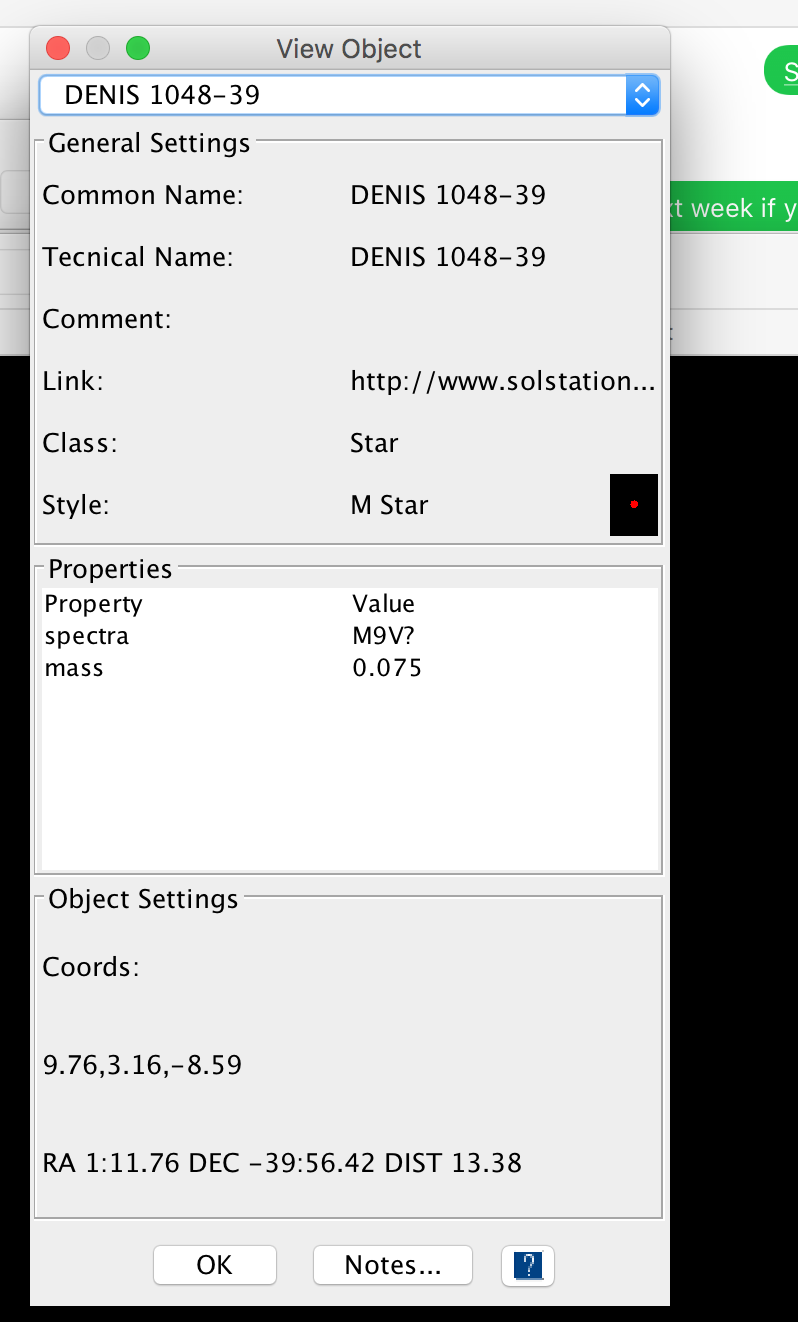 View Object
S
DENIS 1048-39
General Settings
Common Name: DENIS 1048-39
xt week if y
Tecnical Name: DENIS 1048-39
Comment:
Link: http://www.solstation...
Class: Star
Style: M Star
Properties
Property Value
spectra M9V?
mass 0.075
Object Settings
Coords:
9.76,3.16,-8.59
RA 1:11.76 DEC -39:56.42 DIST 13.38
OK Notes... ?